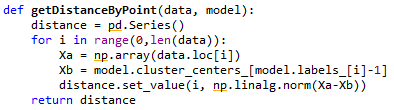 def getDistanceByPoint(data, model):
    distance = pd.Series()
    for i in range(0,len(data)):
        Xa = np.array(data.loc[i])
        Xb = model.cluster_centers_[model.labels_[i]-1]
        distance.set_value(i, np.linalg.norm(Xa-Xb))
    return distance